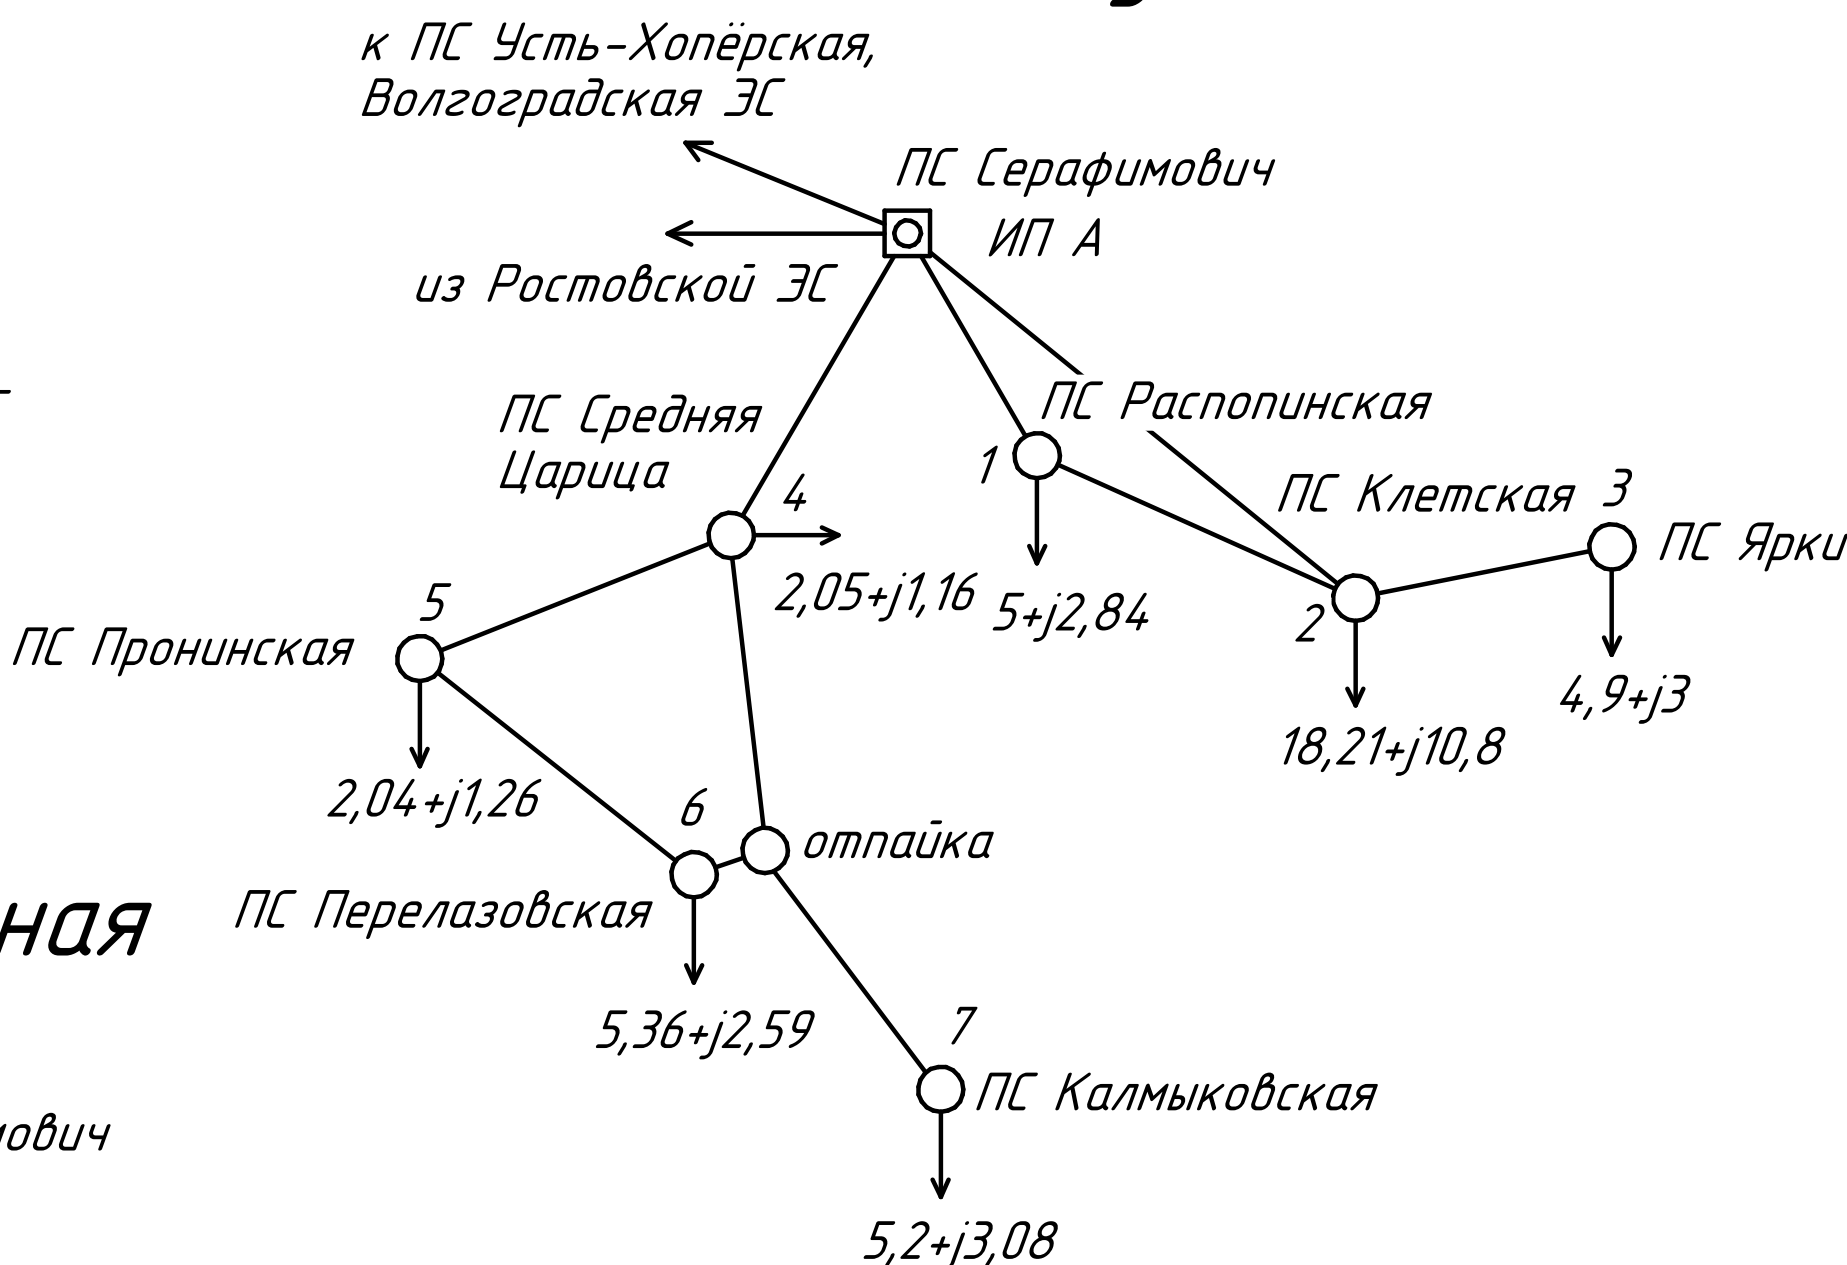 к ПС Усть-Хопёрская,
Волгоградская ЭС
ПС Серафимович
ИП А
из Ростовской ЭС
ПС Средняя
Царица
4
2,05+j1,16
ПС Распопинская
1
5+j2,84
ПС Клетская
2
18,21+j10,8
3
ПС Ярки
4,9+j3
5
ПС Пронинская
2,04+j1,26
6
отпайка
ПС Перелазовская
5,36+j2,59
7
ПС Калмыковская
5,2+j3,08
ная
ович